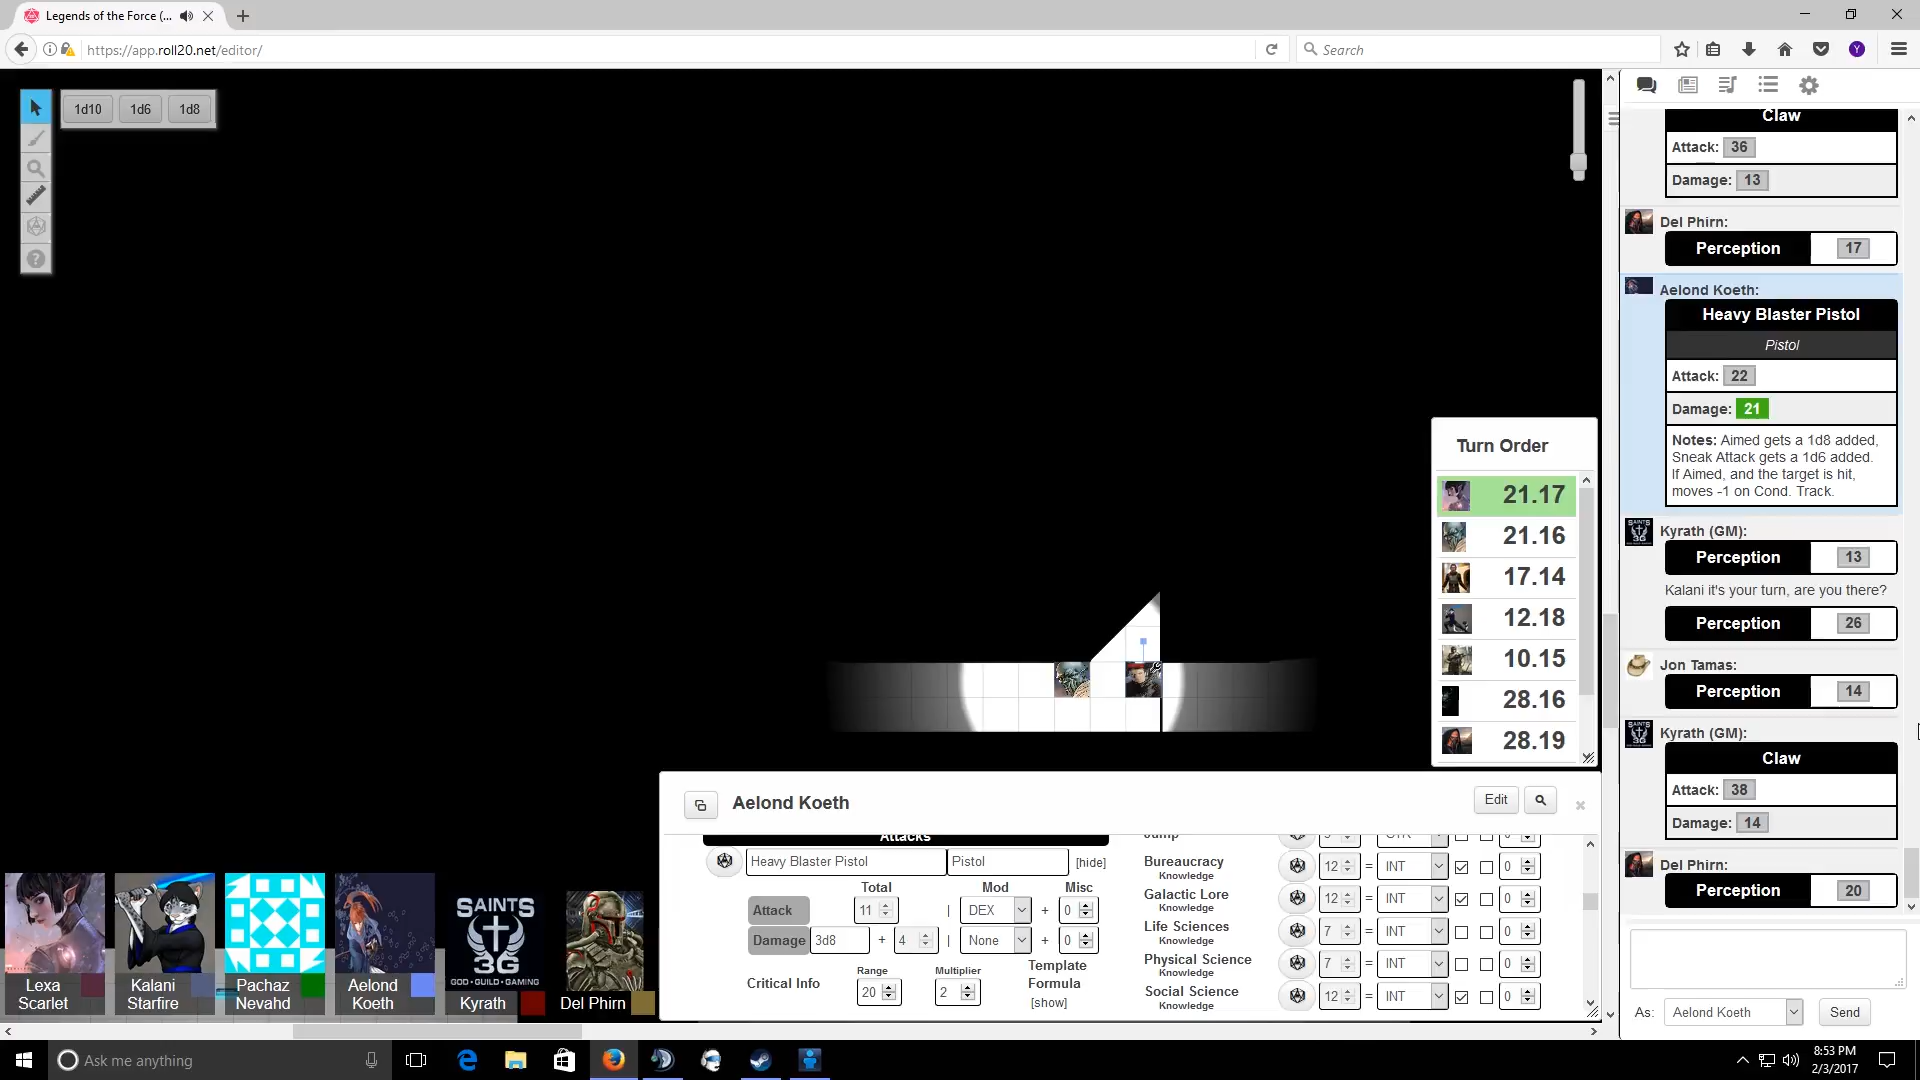 Legends of the Force (...
https://app.roll20.net/editor/
Search
1d10
1d6
1d8
Claw
Attack: 36
Damage: 13
Del Phirn:
Perception 17
Aelond Koeth:
Heavy Blaster Pistol
Pistol
Attack: 22
Damage: 21
Notes: Aimed gets a 1d8 added,
Sneak Attack gets a 1d6 added.
If Aimed, and the target is hit,
moves -1 on Cond. Track.
Kyrath (GM):
Perception 13
Kalani it's your turn, are you there?
Perception 26
Jon Tamas:
Perception 14
Kyrath (GM):
Claw
Attack: 38
Damage: 14
Del Phirn:
Perception 20
As: Aelond Koeth
Send
Turn Order
21.17
21.16
17.14
12.18
10.15
28.16
28.19
Aelond Koeth
Edit
Attacks
Heavy Blaster Pistol
Pistol
[hide]
Total
Mod
Misc
Attack
11
|
DEX
+
0
Damage
3d8
+
4
|
None
+
0
Critical Info
Range
20
Multiplier
2
Template
Formula
[show]
Jump
Bureaucracy
Knowledge
12 = INT 0
Galactic Lore
Knowledge
12 = INT 0
Life Sciences
Knowledge
7 = INT 0
Physical Science
Knowledge
7 = INT 0
Social Science
Knowledge
12 = INT 0
Lexa
Scarlet
Kalani
Starfire
Pachaz
Nevahd
Aelond
Koeth
SAINTS
3G
GOD • GUILD • GAMING
Kyrath
Del Phirn
Ask me anything
8:53 PM
2/3/2017